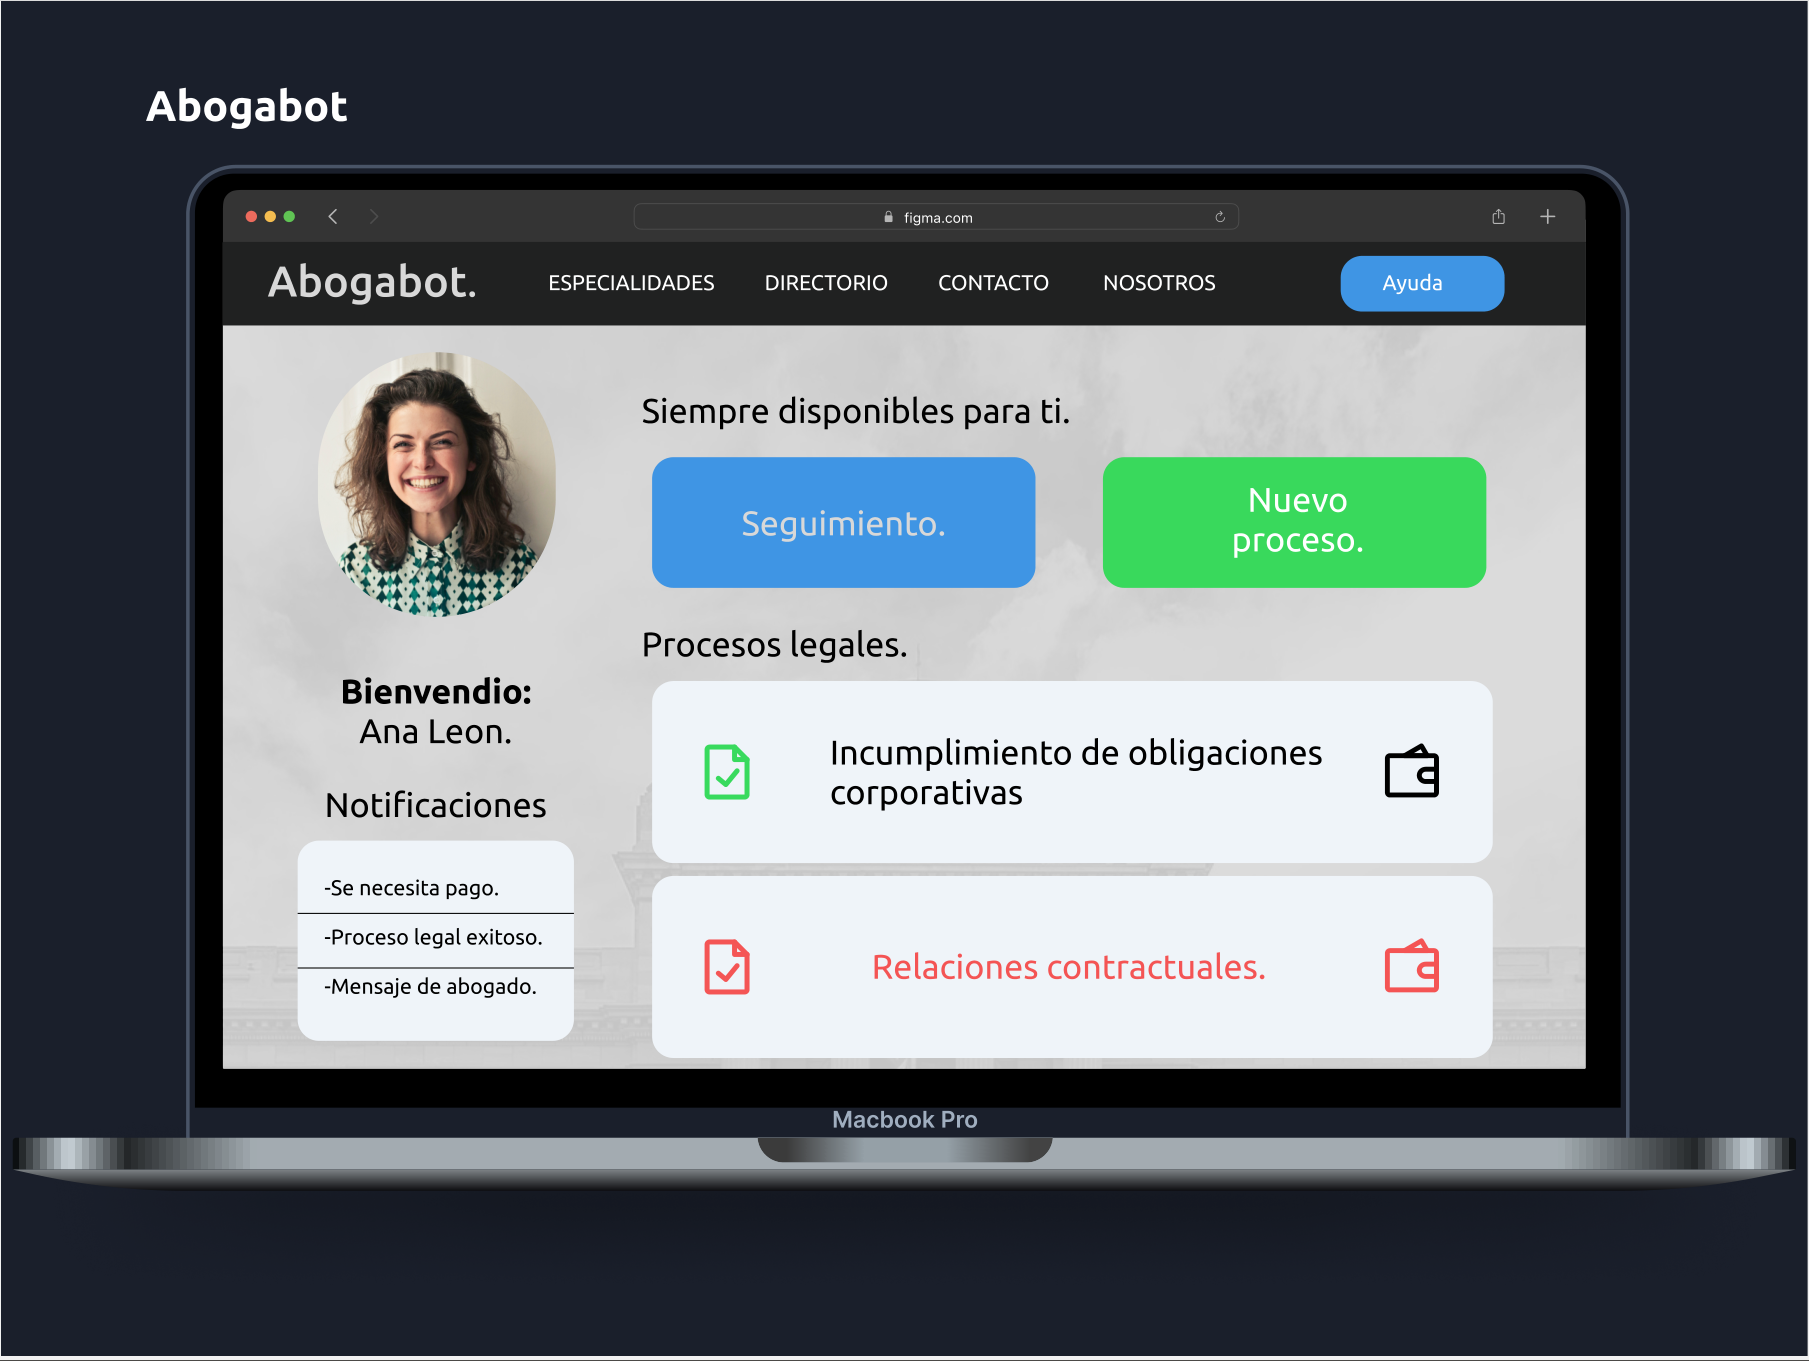 Abogabot
figma.com
Abogabot.
ESPECIALIDADES
DIRECTORIO
CONTACTO
NOSOTROS
Ayuda
Siempre disponibles para ti.
Seguimiento.
Nuevo
proceso.
Bienvendio:
Ana Leon.
Notificaciones
-Se necesita pago.
-Proceso legal exitoso.
-Mensaje de abogado.
Procesos legales.
Incumplimiento de obligaciones
corporativas
Relaciones contractuales.
Macbook Pro